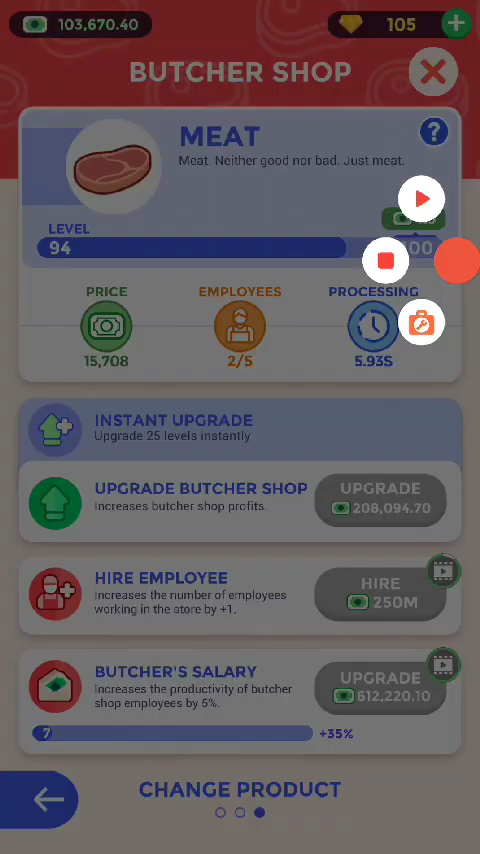 103,670.40
105
BUTCHER SHOP
MEAT
?
Meat. Neither good nor bad. Just meat.
LEVEL
94
00
PRICE
EMPLOYEES
PROCESSING
15,708
2/5
5.93S
INSTANT UPGRADE
Upgrade 25 levels instantly
UPGRADE BUTCHER SHOP
Increases butcher shop profits.
UPGRADE
208,094.70
HIRE EMPLOYEE
Increases the number of employees
working in the store by +1.
HIRE
250M
BUTCHER'S SALARY
Increases the productivity of butcher
shop employees by 5%.
UPGRADE
612,220.10
7
+35%
CHANGE PRODUCT